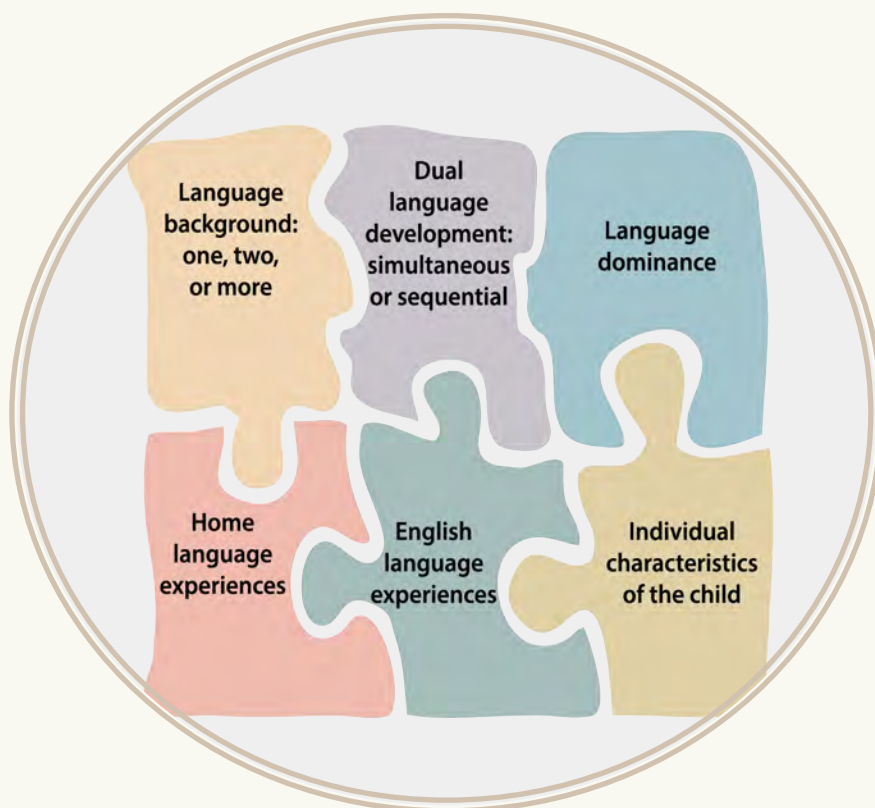 Language
background:
one, two,
or more
Dual
language
development:
simultaneous
or sequential
Language
dominance
Home
language
experiences
English
language
experiences
Individual
characteristics
of the child